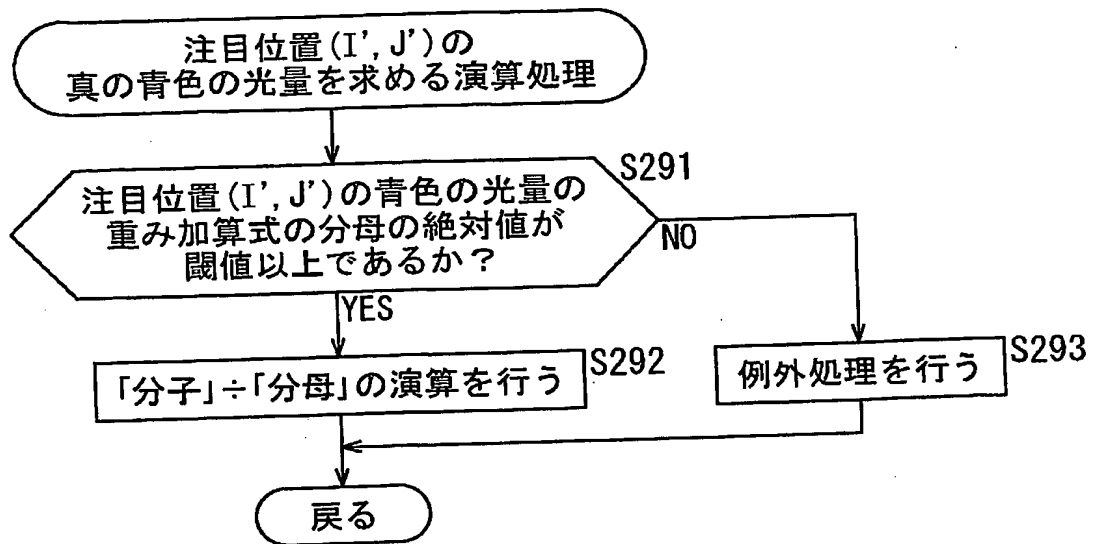 注目位置(I', J')の
真の青色の光量を求める演算処理
S291
注目位置(I', J')の青色の光量の
重み加算式の分母の絶対値が
閾値以上であるか?
NO
YES
「分子」÷「分母」の演算を行う
S292
例外処理を行う
S293
戻る